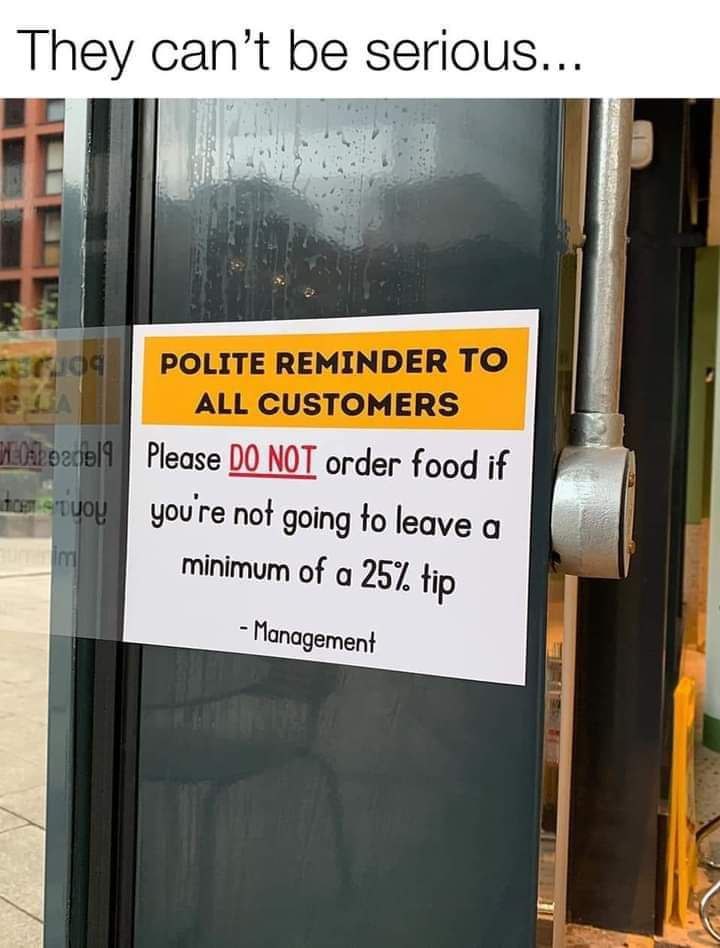 They can't be serious...
POLITE REMINDER TO
ALL CUSTOMERS
Please DO NOT order food if
you're not going to leave a
minimum of a 25% tip
- Management